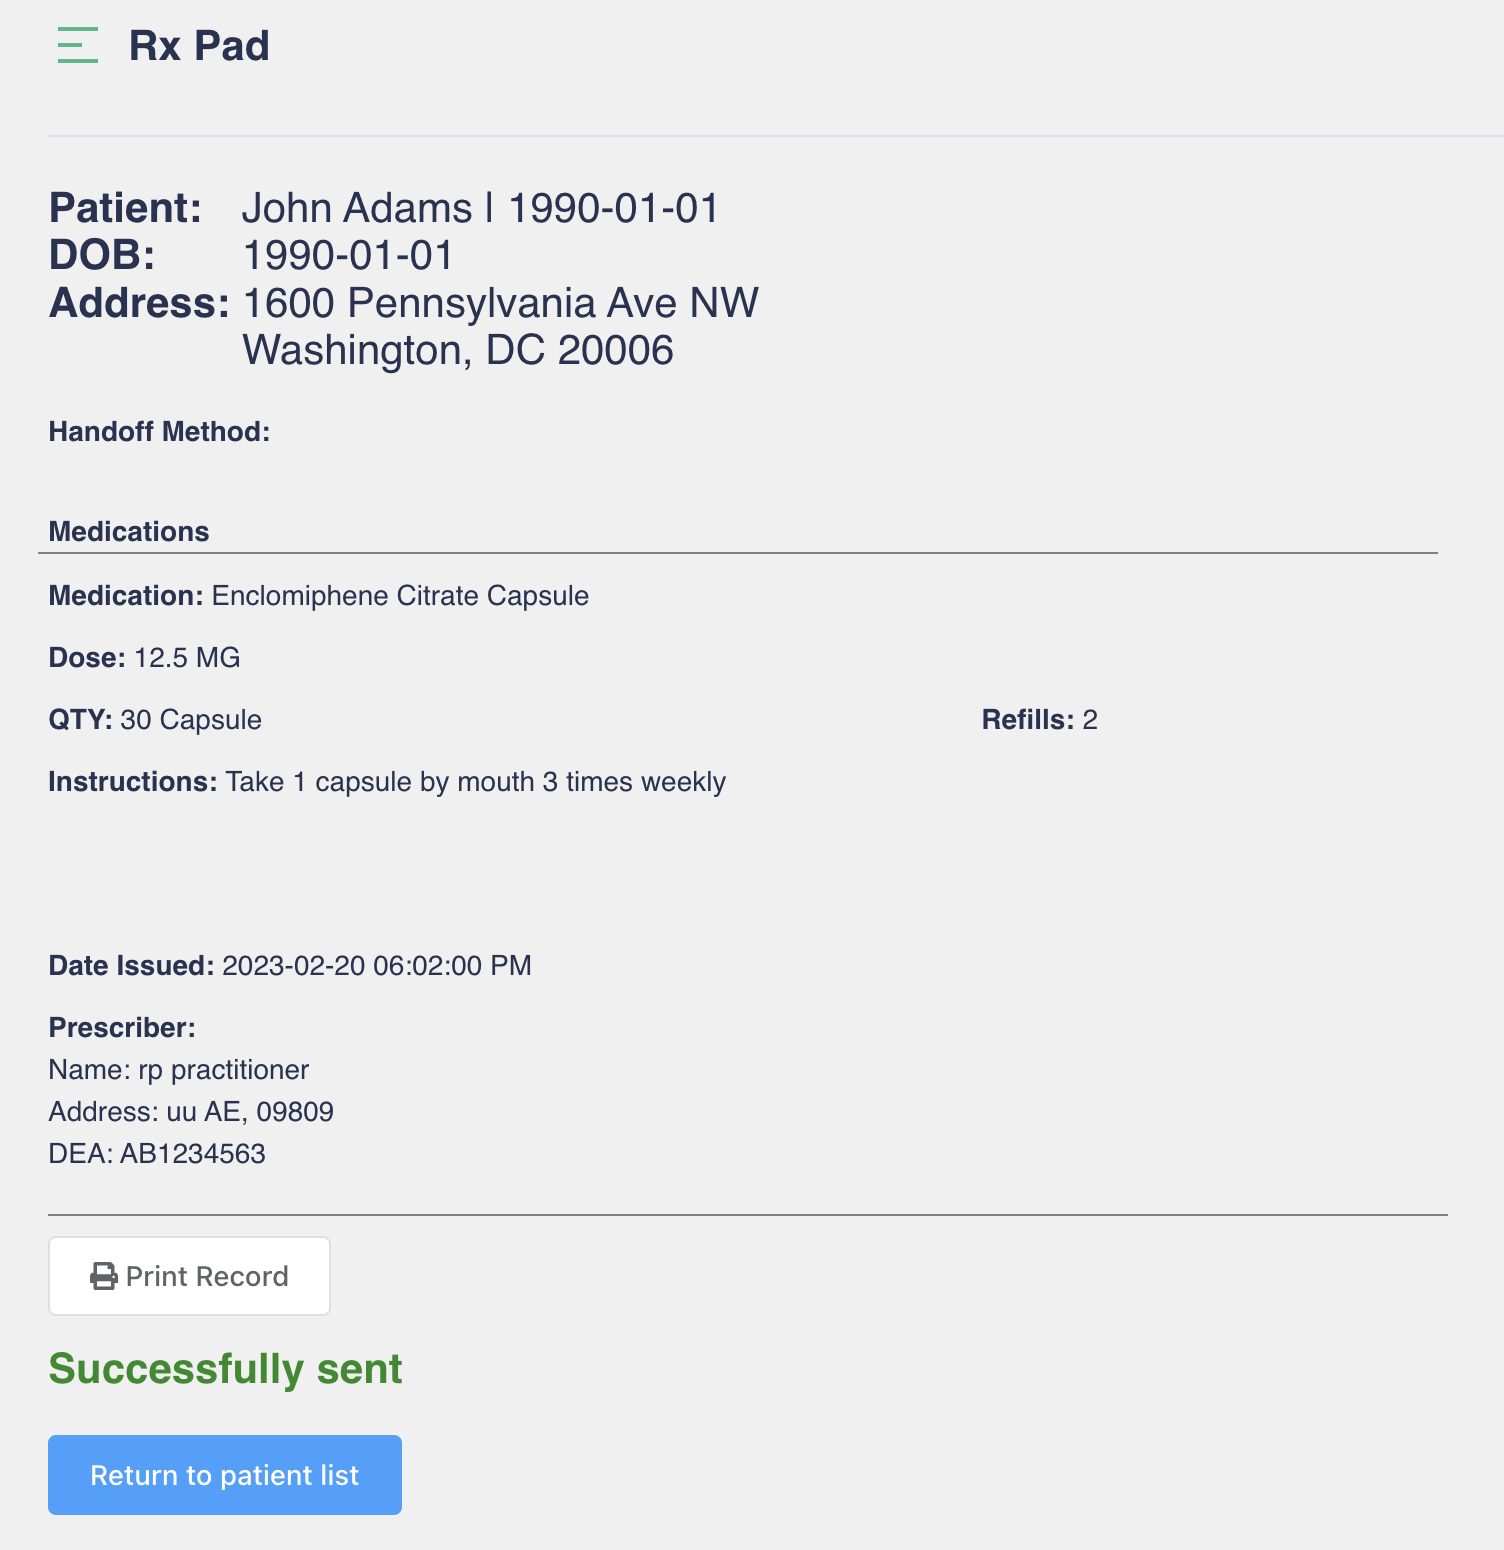 Rx Pad
Patient: John Adams | 1990-01-01
DOB: 1990-01-01
Address: 1600 Pennsylvania Ave NW
Washington, DC 20006
Handoff Method:
Medications
Medication: Enclomiphene Citrate Capsule
Dose: 12.5 MG
QTY: 30 Capsule Refills: 2
Instructions: Take 1 capsule by mouth 3 times weekly
Date Issued: 2023-02-20 06:02:00 PM
Prescriber:
Name: rp practitioner
Address: uu AE, 09809
DEA: AB1234563
Print Record
Successfully sent
Return to patient list